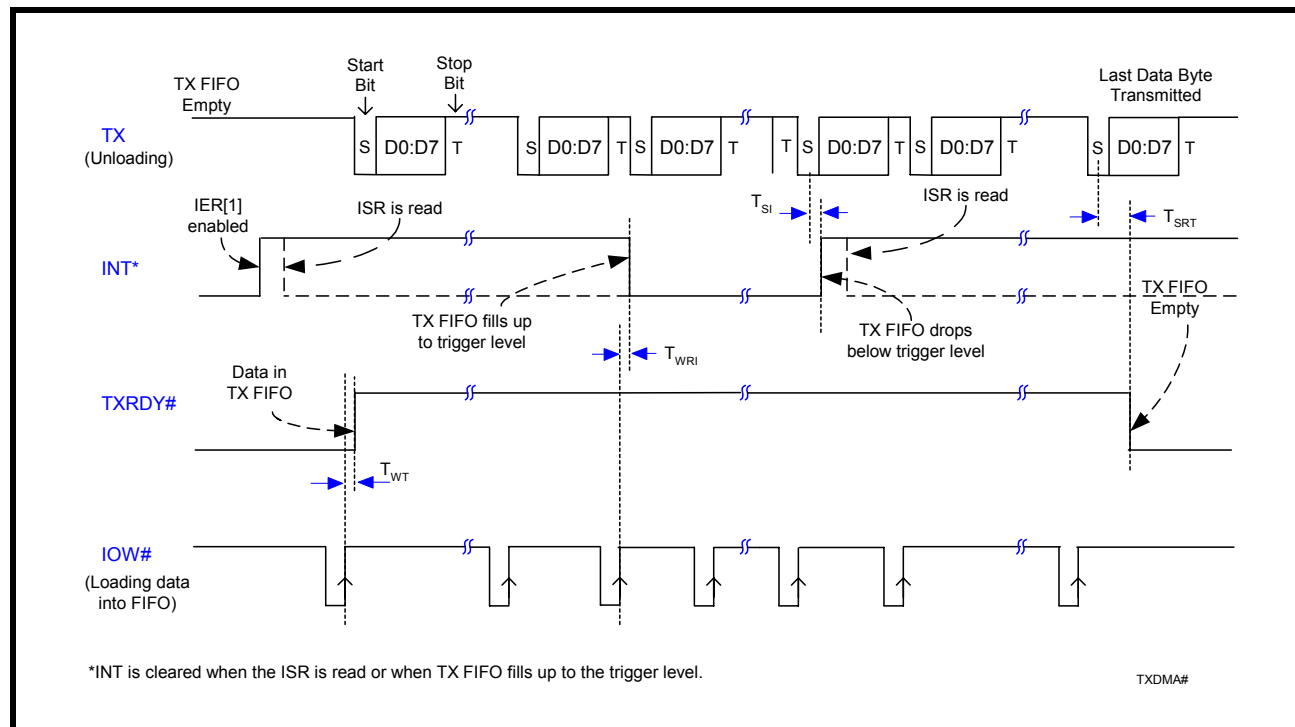 TX FIFO
Empty
Start
Bit
Stop
Bit
Last Data Byte
Transmitted
TX
(Unloading)
S D0:D7 T S D0:D7 T S D0:D7 T T S D0:D7 T S D0:D7 T S D0:D7 T
IER[1]
enabled
ISR is read
TSI
ISR is read
TSRT
INT*
TX FIFO fills up
to trigger level
TX FIFO drops
below trigger level
TX FIFO
Empty
TWRI
Data in
TX FIFO
TXRDY#
TWT
IOW#
(Loading data
into FIFO)
*INT is cleared when the ISR is read or when TX FIFO fills up to the trigger level.
TXDMA#